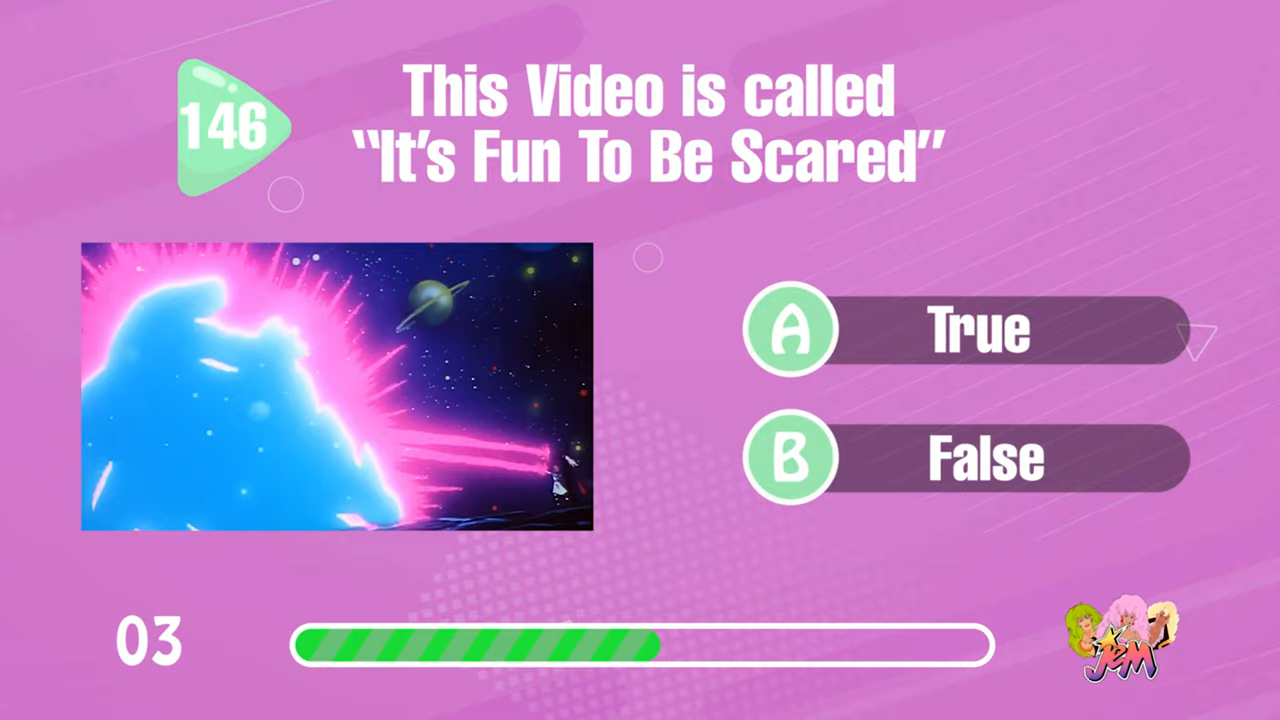 146
This Video is called
“It’s Fun To Be Scared”
A True
B False
03
JEM